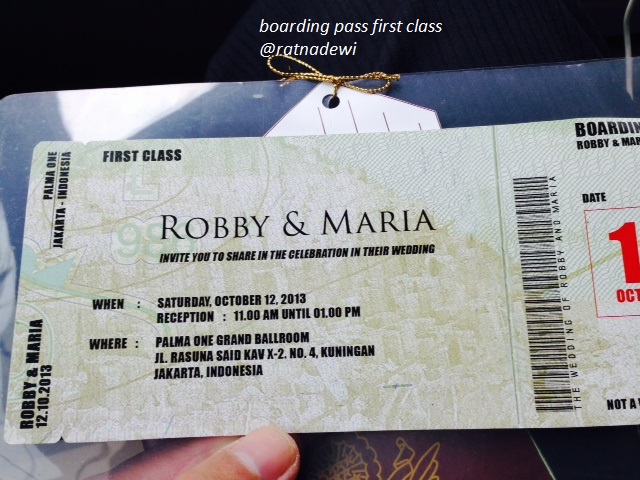 boarding pass first class
@ratnadewi
FIRST CLASS
PALMA ONE
JAKARTA - INDONESIA
ROBBY & MARIA
INVITE YOU TO SHARE IN THE CELEBRATION IN THEIR WEDDING
WHEN : SATURDAY, OCTOBER 12, 2013
RECEPTION : 11.00 AM UNTIL 01.00 PM
WHERE : PALMA ONE GRAND BALLROOM
JL. RASUNA SAID KAV X-2. NO. 4, KUNINGAN
JAKARTA, INDONESIA
ROBBY & MARIA
12.10.2013
THE WEDDING OF ROBBY AND MARIA
BOARDIN
ROBBY & MAR
DATE
1
OCT
NOT A